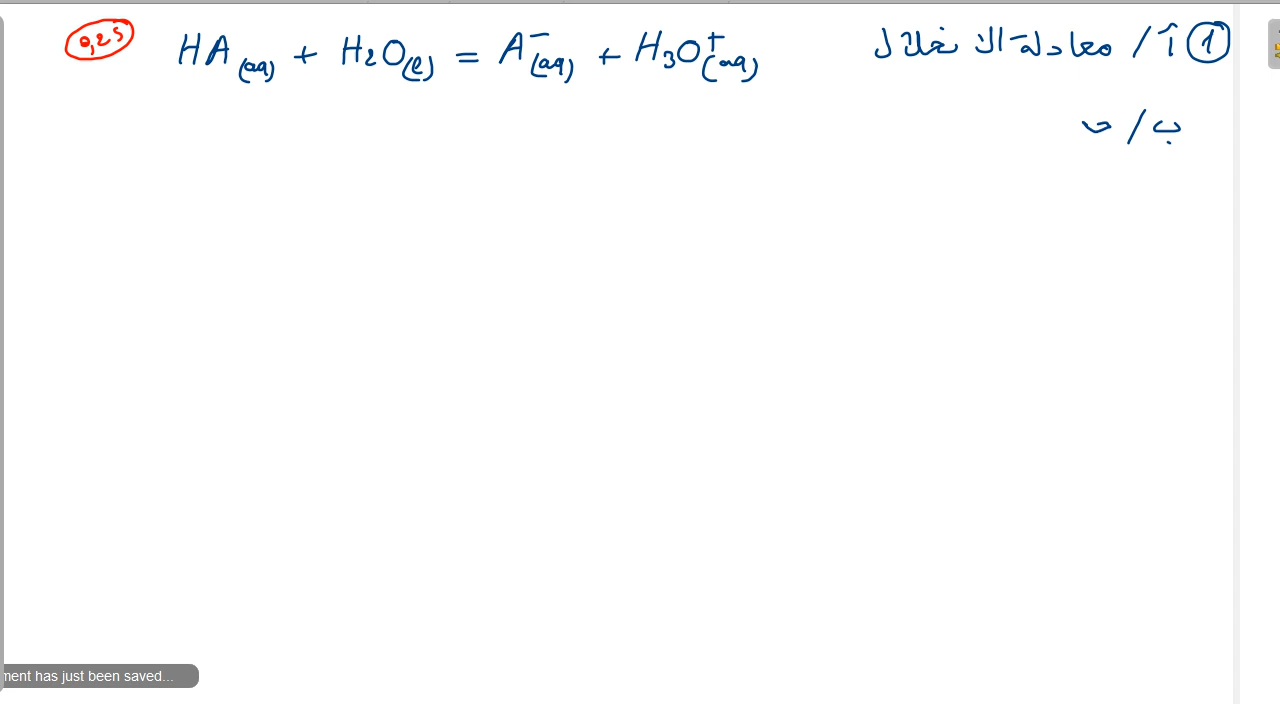 ① أ / معادلة الانحلال HA(aq) + H2O(l) = A⁻(aq) + H3O⁺(aq) 0,25
ب /
ment has just been saved...